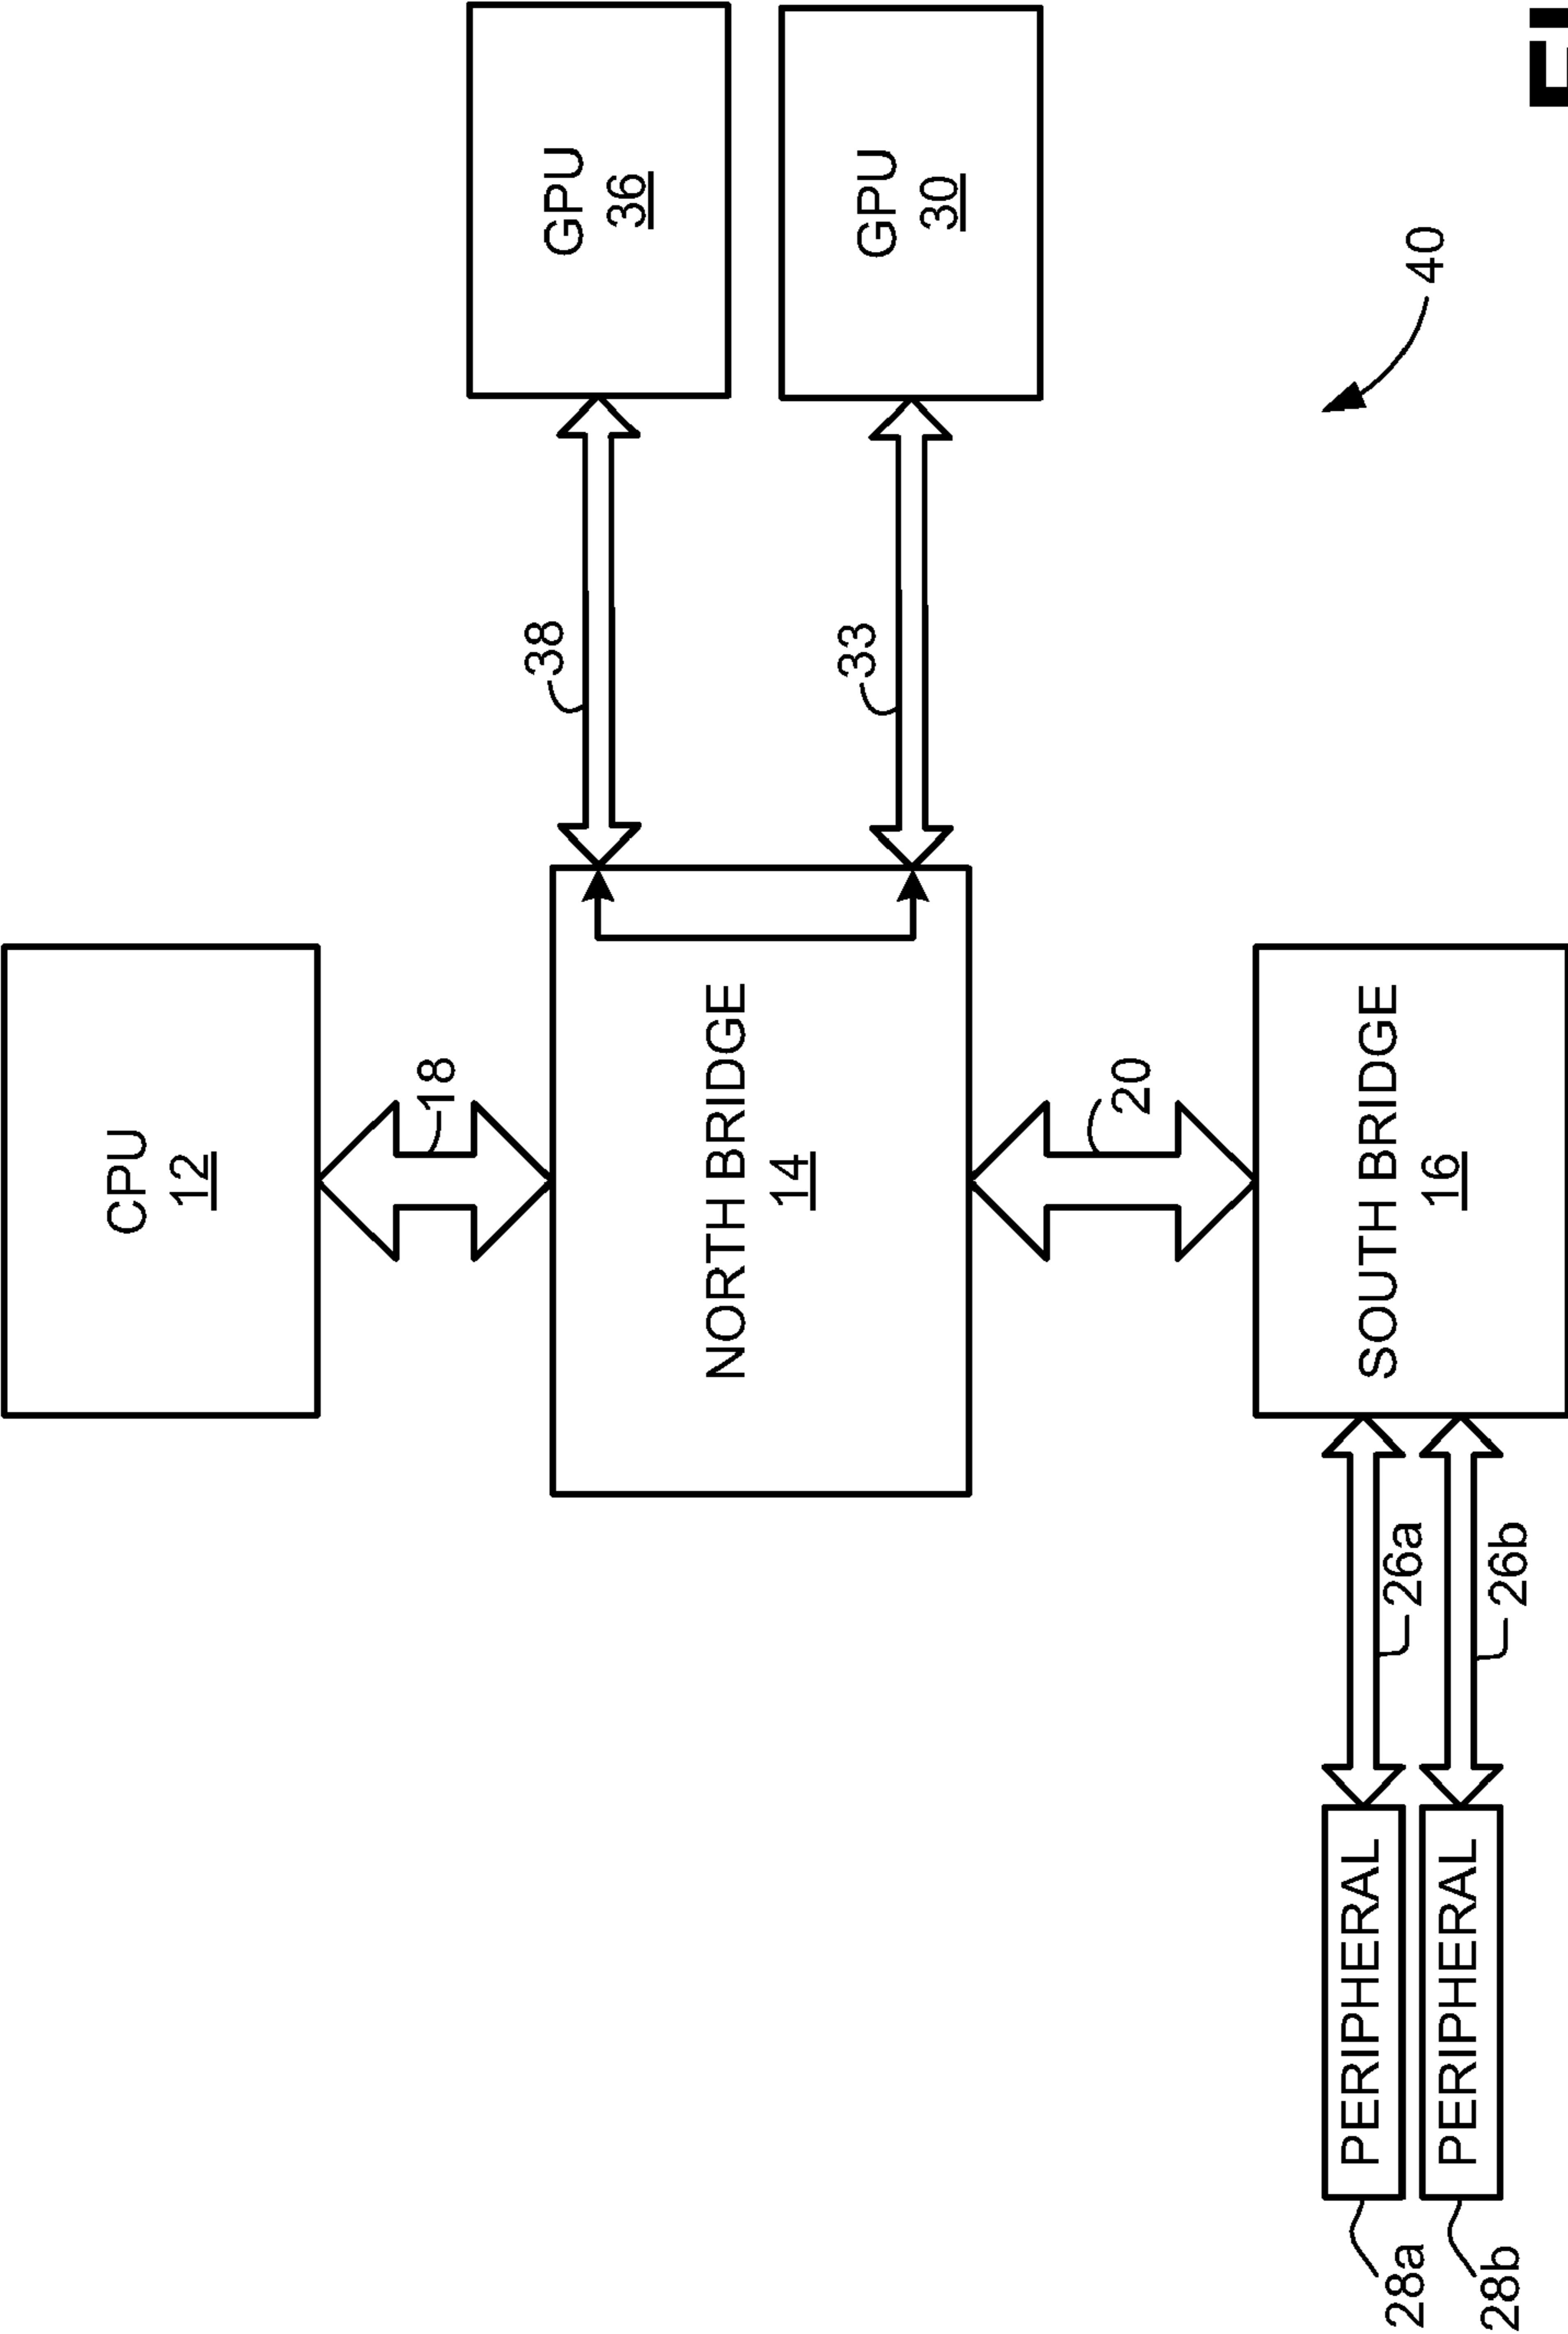 CPU
12
18
NORTH BRIDGE
14
38
GPU
36
33
GPU
30
20
SOUTH BRIDGE
16
26a
26b
PERIPHERAL
PERIPHERAL
28a
28b
40